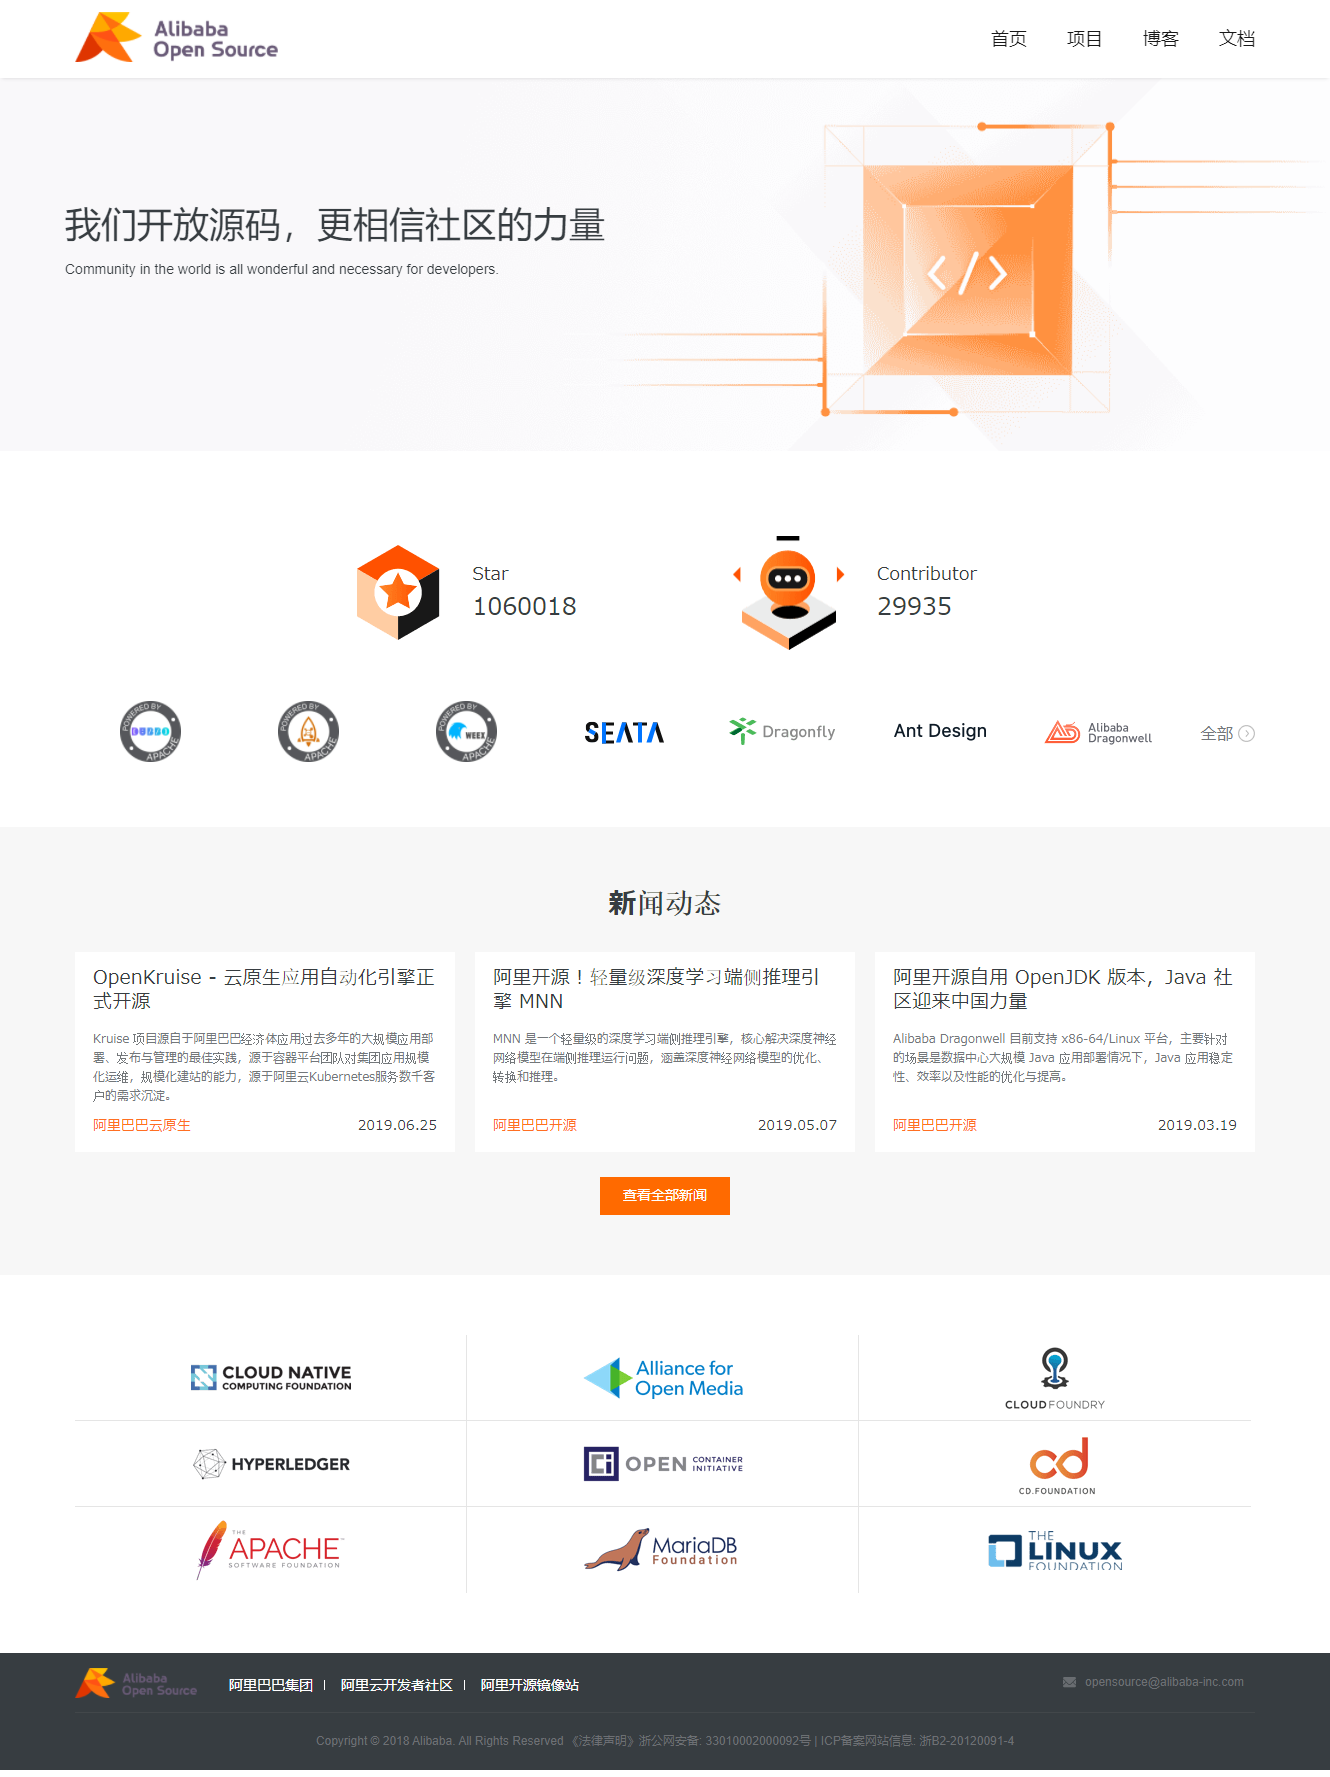 Alibaba
Open Source
首页 项目 博客 文档
我们开放源码，更相信社区的力量
Community in the world is all wonderful and necessary for developers.
</>
Star
1060018
Contributor
29935
POWERED BY
DUBBO
APACHE
POWERED BY
APACHE
POWERED BY
WEEX
APACHE
SEATA
Dragonfly
Ant Design
Alibaba
Dragonwell
全部
新闻动态
OpenKruise - 云原生应用自动化引擎正
式开源
Kruise 项目源自于阿里巴巴经济体应用过去多年的大规模应用部
署、发布与管理的最佳实践，源于容器平台团队对集团应用规模
化运维，规模化建站的能力，源于阿里云Kubernetes服务数千客
户的需求沉淀。
阿里巴巴云原生 2019.06.25
阿里开源！轻量级深度学习端侧推理引
擎 MNN
MNN 是一个轻量级的深度学习端侧推理引擎，核心解决深度神经
网络模型在端侧推理运行问题，涵盖深度神经网络模型的优化、
转换和推理。
阿里巴巴开源 2019.05.07
阿里开源自用 OpenJDK 版本，Java 社
区迎来中国力量
Alibaba Dragonwell 目前支持 x86-64/Linux 平台，主要针对
的场景是数据中心大规模 Java 应用部署情况下，Java 应用稳定
性、效率以及性能的优化与提高。
阿里巴巴开源 2019.03.19
查看全部新闻
CLOUD NATIVE
COMPUTING FOUNDATION
Alliance for
Open Media
CLOUD FOUNDRY
HYPERLEDGER
OPEN CONTAINER
INITIATIVE
cd
CD.FOUNDATION
THE
APACHE
SOFTWARE FOUNDATION
MariaDB
Foundation
THE
LINUX
FOUNDATION
Alibaba
Open Source
阿里巴巴集团 | 阿里云开发者社区 | 阿里开源镜像站
opensource@alibaba-inc.com
Copyright © 2018 Alibaba. All Rights Reserved 《法律声明》浙公网安备: 33010002000092号 | ICP备案网站信息: 浙B2-20120091-4